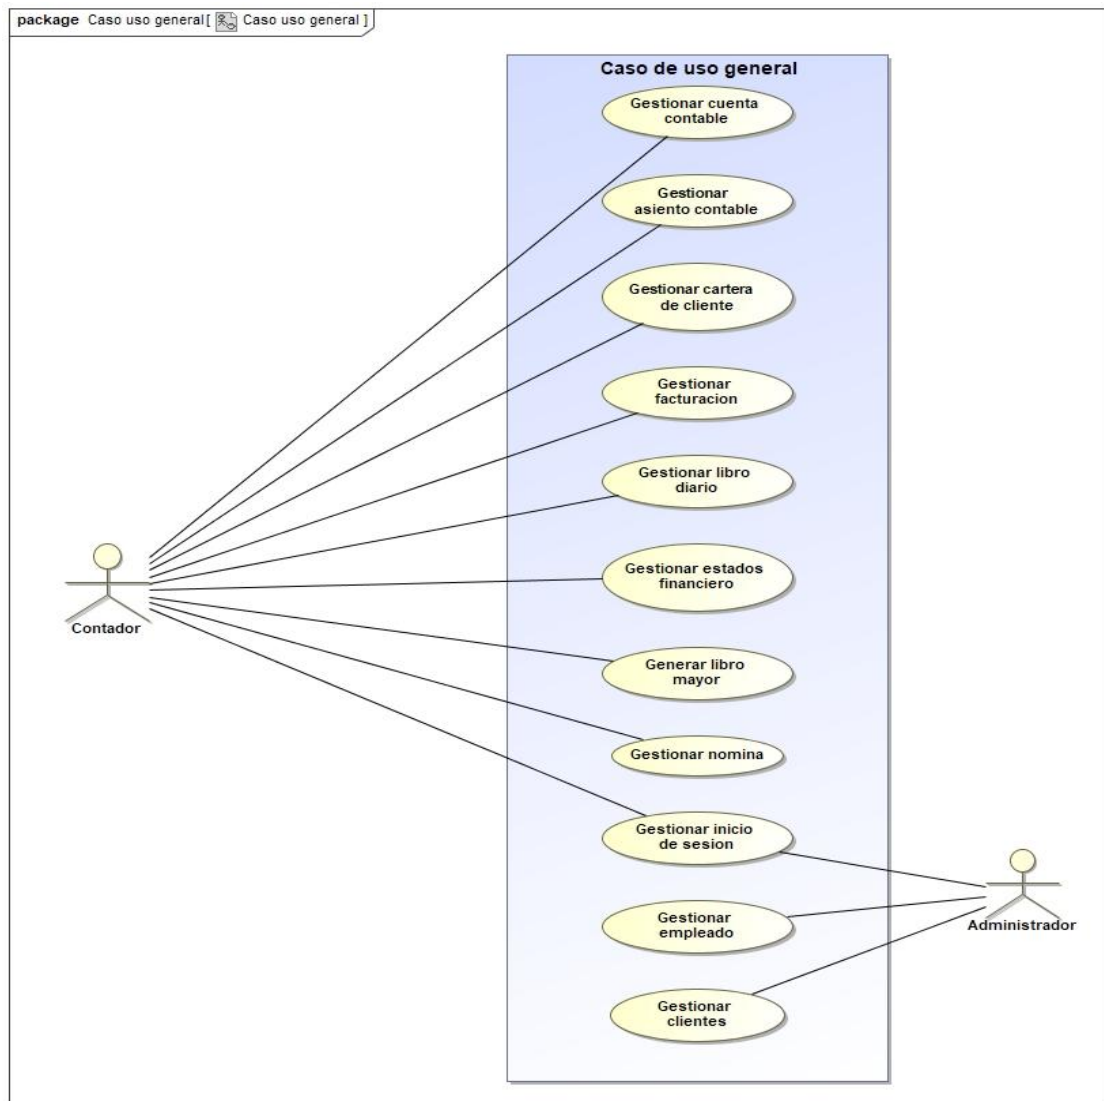 package Caso uso general[ Caso uso general ]
Caso de uso general
Gestionar cuenta
contable
Gestionar
asiento contable
Gestionar cartera
de cliente
Gestionar
facturacion
Gestionar libro
diario
Gestionar estados
financiero
Contador
Generar libro
mayor
Gestionar nomina
Gestionar inicio
de sesion
Gestionar
empleado
Administrador
Gestionar
clientes